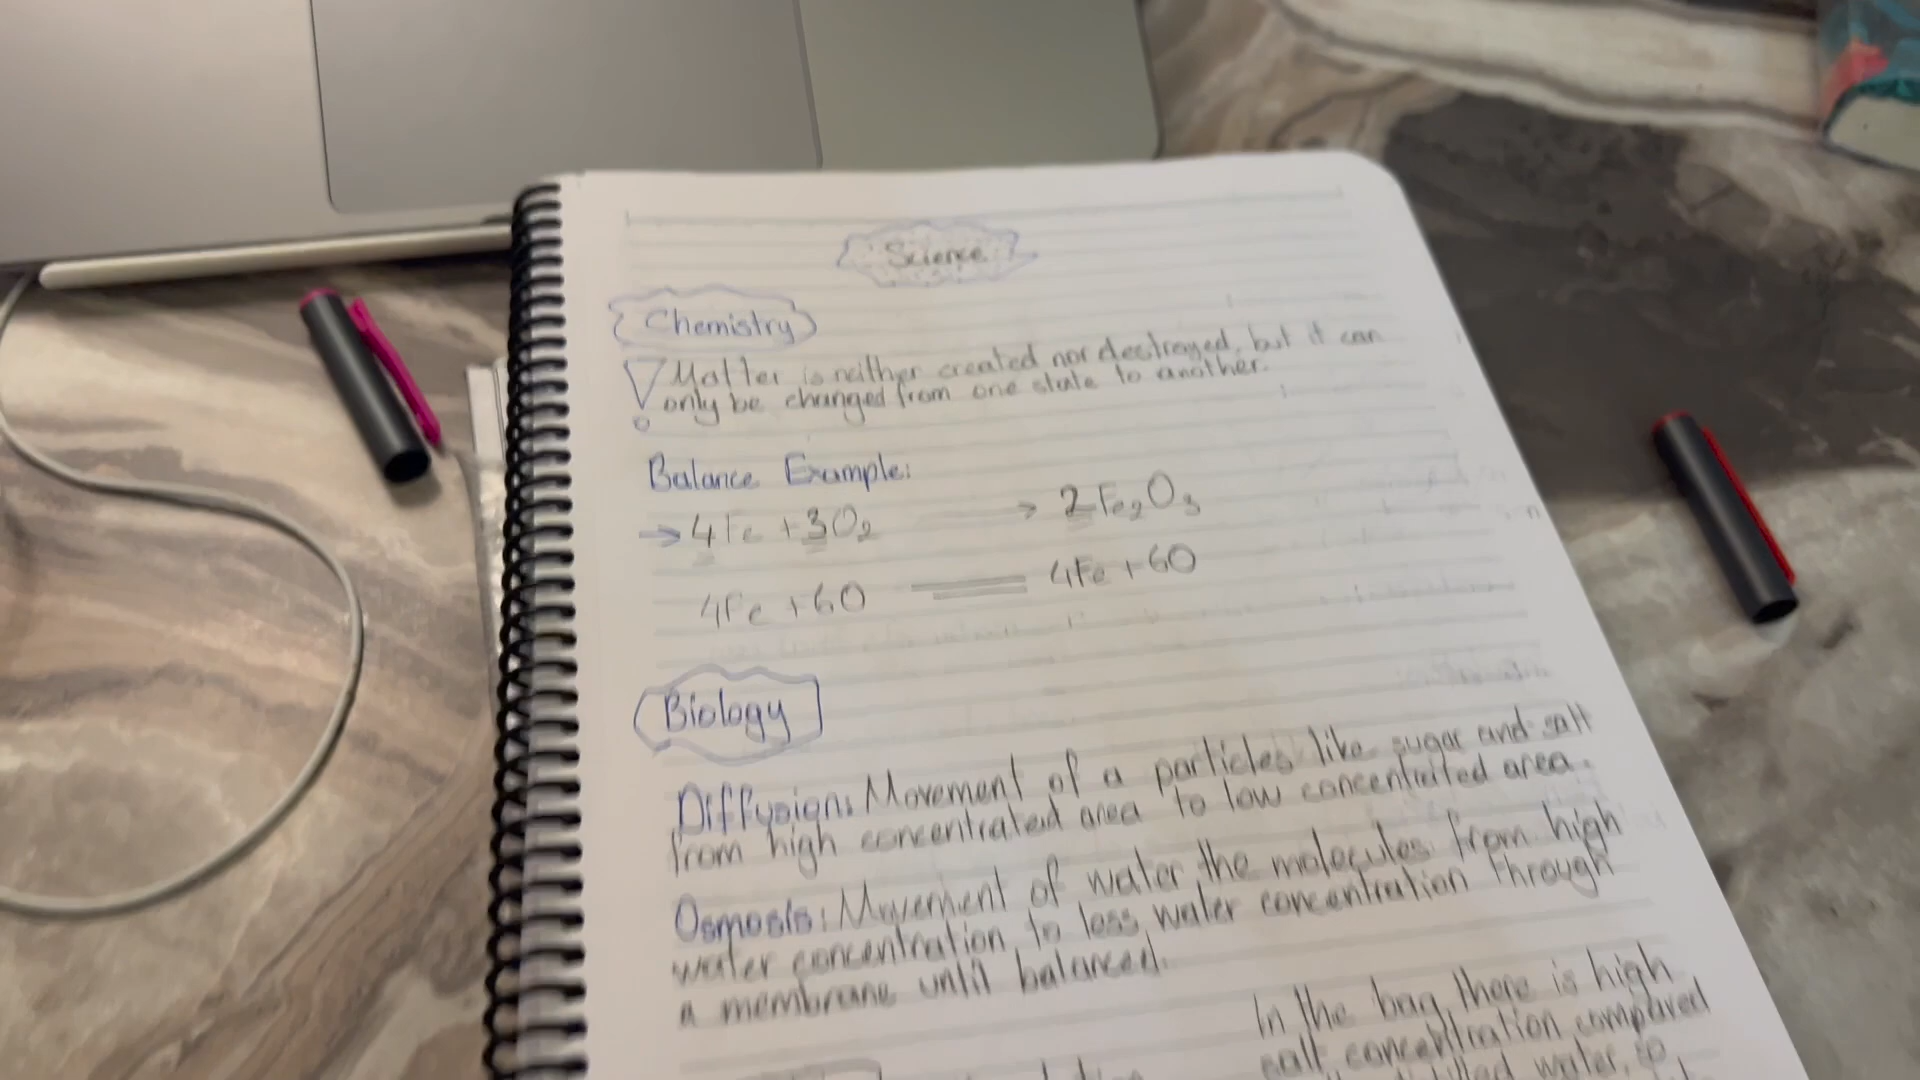 Science
Chemistry
Matter is neither created nor destroyed, but it can
only be changed from one state to another.
Balance Example:
→ 4Fe + 3O₂ → 2Fe₂O₃
4Fe + 6O = 4Fe + 6O
Biology
Diffusion: Movement of a particles like sugar and salt
from high concentrated area to low concentrated area.
Osmosis: Movement of water the molecules from high
water concentration to less water concentration through
a membrane until balanced.
In the bag, there is high
salt concentration compared
water, so